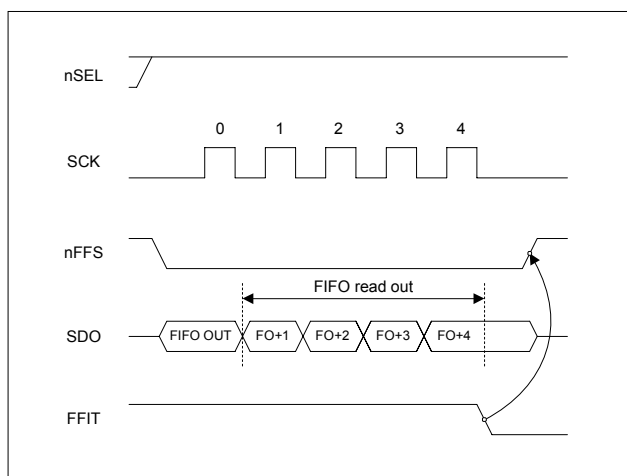 nSEL
0 1 2 3 4
SCK
nFFS
FIFO read out
SDO
FIFO OUT FO+1 FO+2 FO+3 FO+4
FFIT